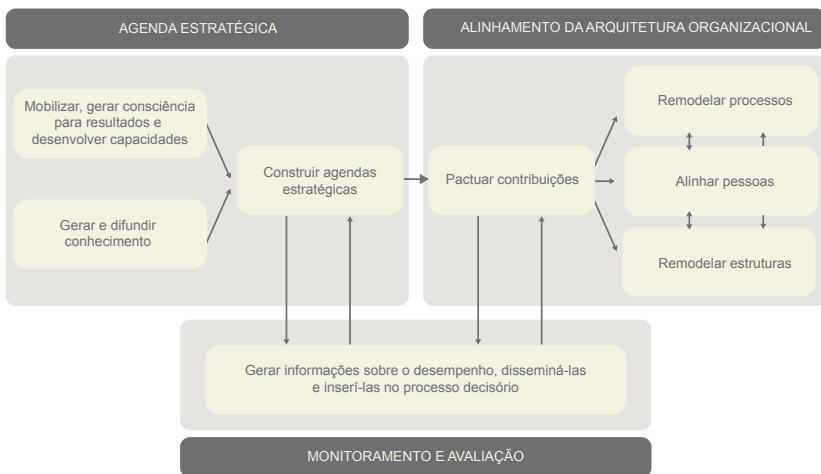 AGENDA ESTRATÉGICA
ALINHAMENTO DA ARQUITETURA ORGANIZACIONAL
Mobilizar, gerar consciência
para resultados e
desenvolver capacidades
Gerar e difundir
conhecimento
Construir agendas
estratégicas
Pactuar contribuições
Remodelar processos
Alinhar pessoas
Remodelar estruturas
Gerar informações sobre o desempenho, disseminá-las
e inserí-las no processo decisório
MONITORAMENTO E AVALIAÇÃO